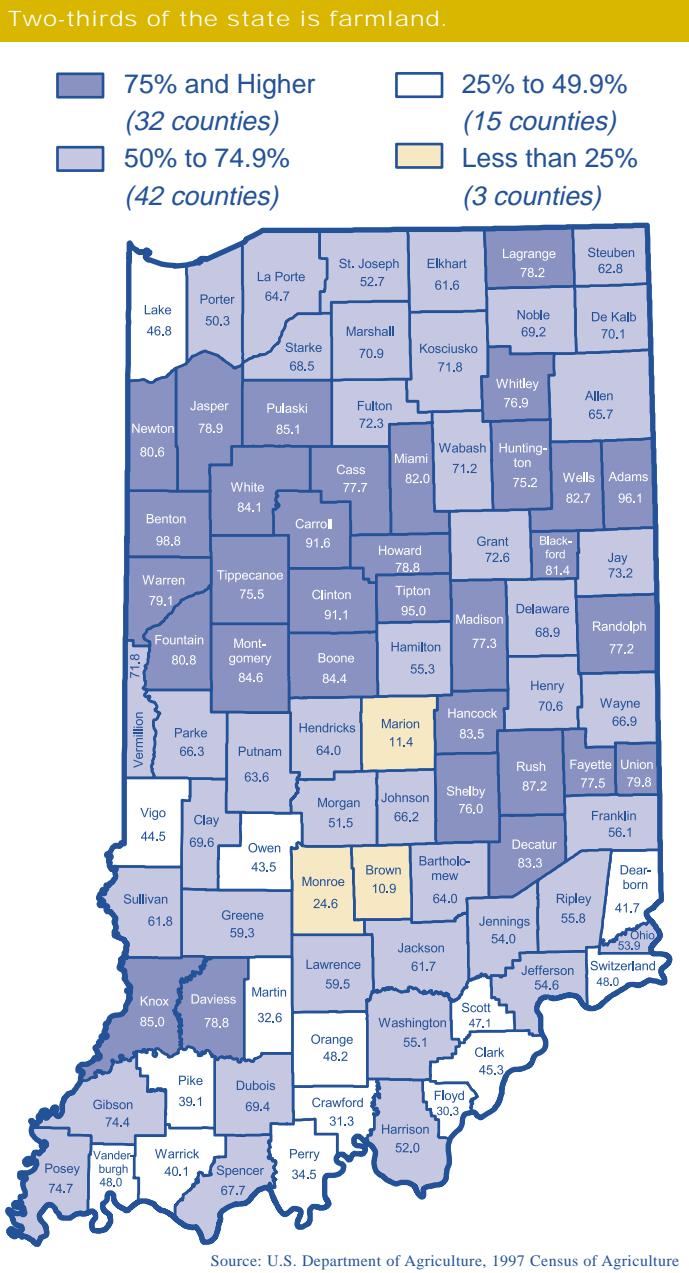 Two-thirds of the state is farmland.
75% and Higher
(32 counties)
25% to 49.9%
(15 counties)
50% to 74.9%
(42 counties)
Less than 25%
(3 counties)
Lake
46.8
Porter
50.3
La Porte
64.7
St. Joseph
52.7
Elkhart
61.6
Lagrange
78.2
Steuben
62.8
Starke
68.5
Marshall
70.9
Kosciusko
71.8
Noble
69.2
De Kalb
70.1
Newton
80.6
Jasper
78.9
Pulaski
85.1
Fulton
72.3
Whitley
76.9
Allen
65.7
White
84.1
Cass
77.7
Miami
82.0
Wabash
71.2
Hunting-
ton
75.2
Wells
82.7
Adams
96.1
Benton
98.8
Carroll
91.6
Howard
78.8
Grant
72.6
Black-
ford
81.4
Jay
73.2
Warren
79.1
Tippecanoe
75.5
Clinton
91.1
Tipton
95.0
Madison
77.3
Delaware
68.9
Randolph
77.2
Fountain
80.8
Mont-
gomery
84.6
Boone
84.4
Hamilton
55.3
Vermillion
71.8
Parke
66.3
Putnam
63.6
Hendricks
64.0
Marion
11.4
Hancock
83.5
Henry
70.6
Wayne
66.9
Vigo
44.5
Clay
69.6
Owen
43.5
Morgan
51.5
Johnson
66.2
Shelby
76.0
Rush
87.2
Fayette
77.5
Union
79.8
Franklin
56.1
Sullivan
61.8
Greene
59.3
Monroe
24.6
Brown
10.9
Bartholo-
mew
64.0
Decatur
83.3
Jennings
54.0
Ripley
55.8
Dear-
born
41.7
Ohio
53.9
Knox
85.0
Daviess
78.8
Martin
32.6
Lawrence
59.5
Jackson
61.7
Jefferson
54.6
Switzerland
48.0
Orange
48.2
Washington
55.1
Scott
47.1
Clark
45.3
Gibson
74.4
Pike
39.1
Dubois
69.4
Crawford
31.3
Harrison
52.0
Floyd
30.3
Posey
74.7
Vander-
burgh
48.0
Warrick
40.1
Spencer
67.7
Perry
34.5
Source: U.S. Department of Agriculture, 1997 Census of Agriculture